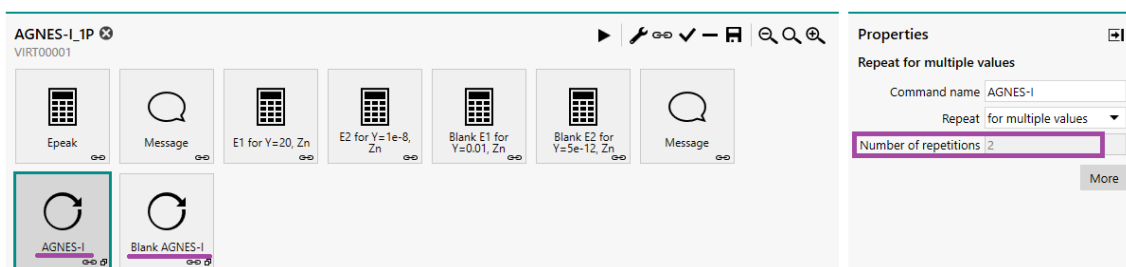 AGNES-I_1P
VIRT00001
Epeak
Message
E1 for Y=20, Zn
E2 for Y=1e-8,
Zn
Blank E1 for
Y=0.01, Zn
Blank E2 for
Y=5e-12, Zn
Message
AGNES-I
Blank AGNES-I
Properties
Repeat for multiple values
Command name AGNES-I
Repeat for multiple values
Number of repetitions 2
More